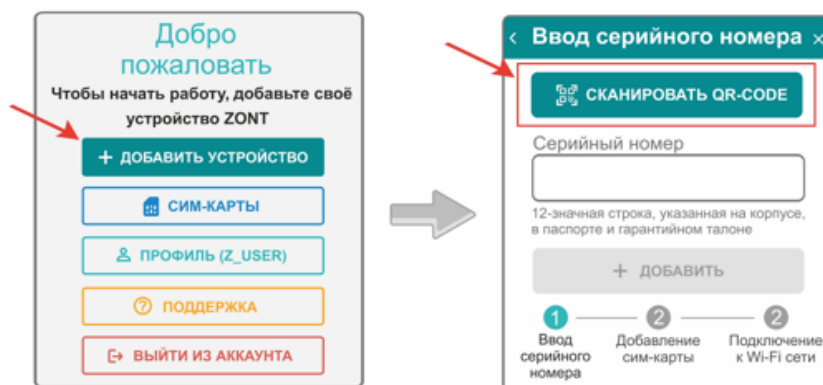 Добро
пожаловать
Чтобы начать работу, добавьте своё
устройство ZONT
+ ДОБАВИТЬ УСТРОЙСТВО
СИМ-КАРТЫ
ПРОФИЛЬ (Z_USER)
ПОДДЕРЖКА
ВЫЙТИ ИЗ АККАУНТА
Ввод серийного номера
СКАНИРОВАТЬ QR-CODE
Серийный номер
12-значная строка, указанная на корпусе,
в паспорте и гарантийном талоне
+ ДОБАВИТЬ
1 2 2
Ввод
серийного
номера
Добавление
сим-карты
Подключение
к Wi-Fi сети